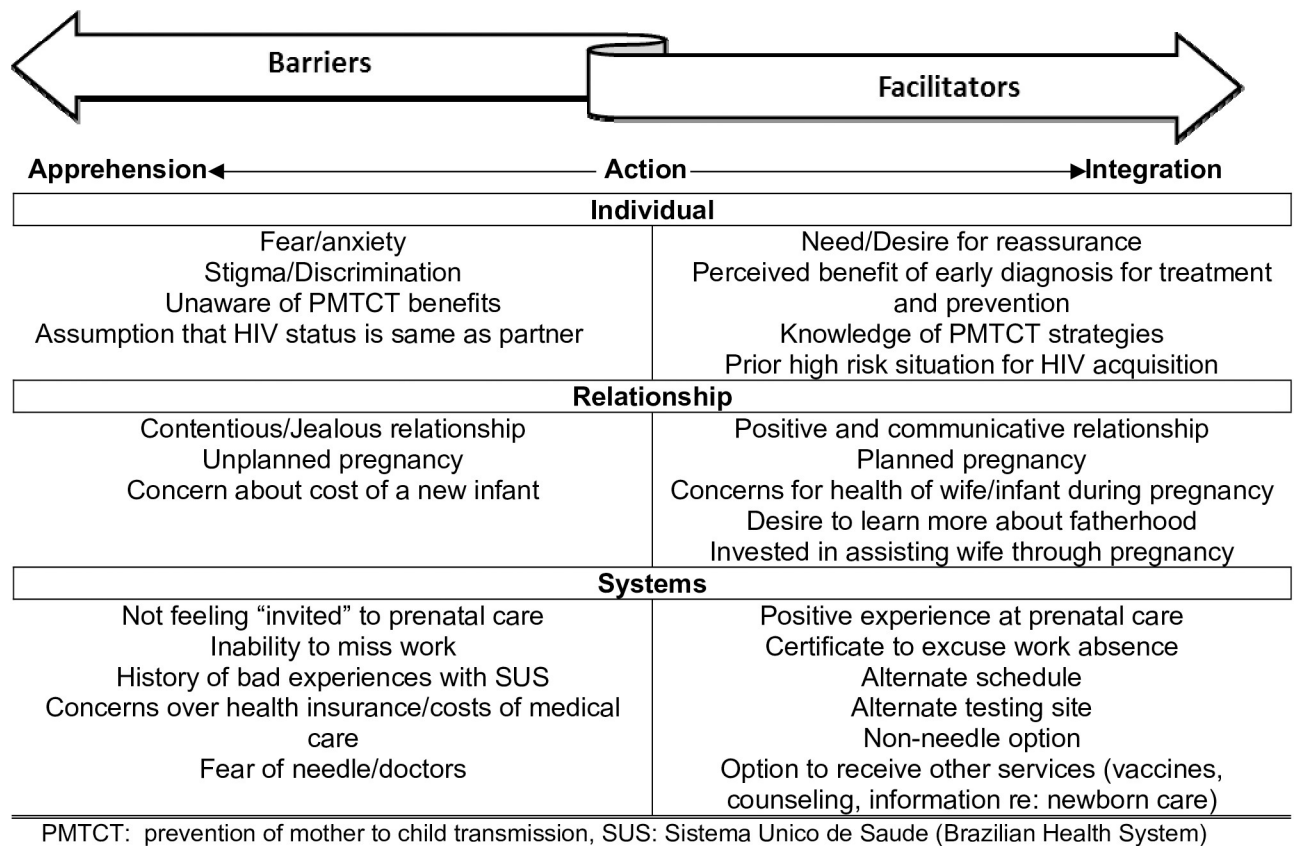 Barriers
Facilitators
Apprehension Action Integration
Individual
Fear/anxiety
Stigma/Discrimination
Unaware of PMTCT benefits
Assumption that HIV status is same as partner
Need/Desire for reassurance
Perceived benefit of early diagnosis for treatment
and prevention
Knowledge of PMTCT strategies
Prior high risk situation for HIV acquisition
Relationship
Contentious/Jealous relationship
Unplanned pregnancy
Concern about cost of a new infant
Positive and communicative relationship
Planned pregnancy
Concerns for health of wife/infant during pregnancy
Desire to learn more about fatherhood
Invested in assisting wife through pregnancy
Systems
Not feeling “invited” to prenatal care
Inability to miss work
History of bad experiences with SUS
Concerns over health insurance/costs of medical
care
Fear of needle/doctors
Positive experience at prenatal care
Certificate to excuse work absence
Alternate schedule
Alternate testing site
Non-needle option
Option to receive other services (vaccines,
counseling, information re: newborn care)
PMTCT: prevention of mother to child transmission, SUS: Sistema Unico de Saude (Brazilian Health System)